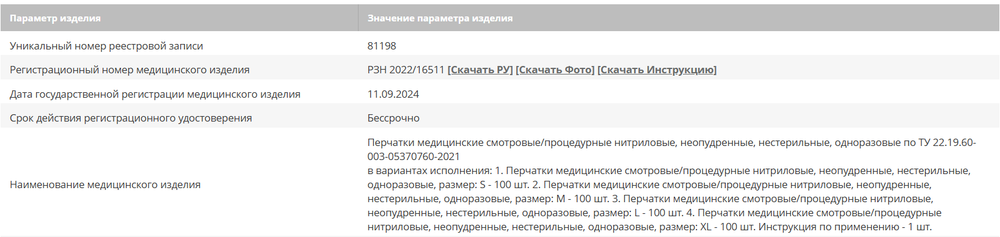 Параметр изделия Значение параметра изделия
Уникальный номер реестровой записи 81198
Регистрационный номер медицинского изделия РЗН 2022/16511 [Скачать РУ] [Скачать Фото] [Скачать Инструкцию]
Дата государственной регистрации медицинского изделия 11.09.2024
Срок действия регистрационного удостоверения Бессрочно
Наименование медицинского изделия
Перчатки медицинские смотровые/процедурные нитриловые, неопудренные, нестерильные, одноразовые по ТУ 22.19.60-
003-05370760-2021
в вариантах исполнения: 1. Перчатки медицинские смотровые/процедурные нитриловые, неопудренные, нестерильные,
одноразовые, размер: S - 100 шт. 2. Перчатки медицинские смотровые/процедурные нитриловые, неопудренные,
нестерильные, одноразовые, размер: M - 100 шт. 3. Перчатки медицинские смотровые/процедурные нитриловые,
неопудренные, нестерильные, одноразовые, размер: L - 100 шт. 4. Перчатки медицинские смотровые/процедурные
нитриловые, неопудренные, нестерильные, одноразовые, размер: XL - 100 шт. Инструкция по применению - 1 шт.